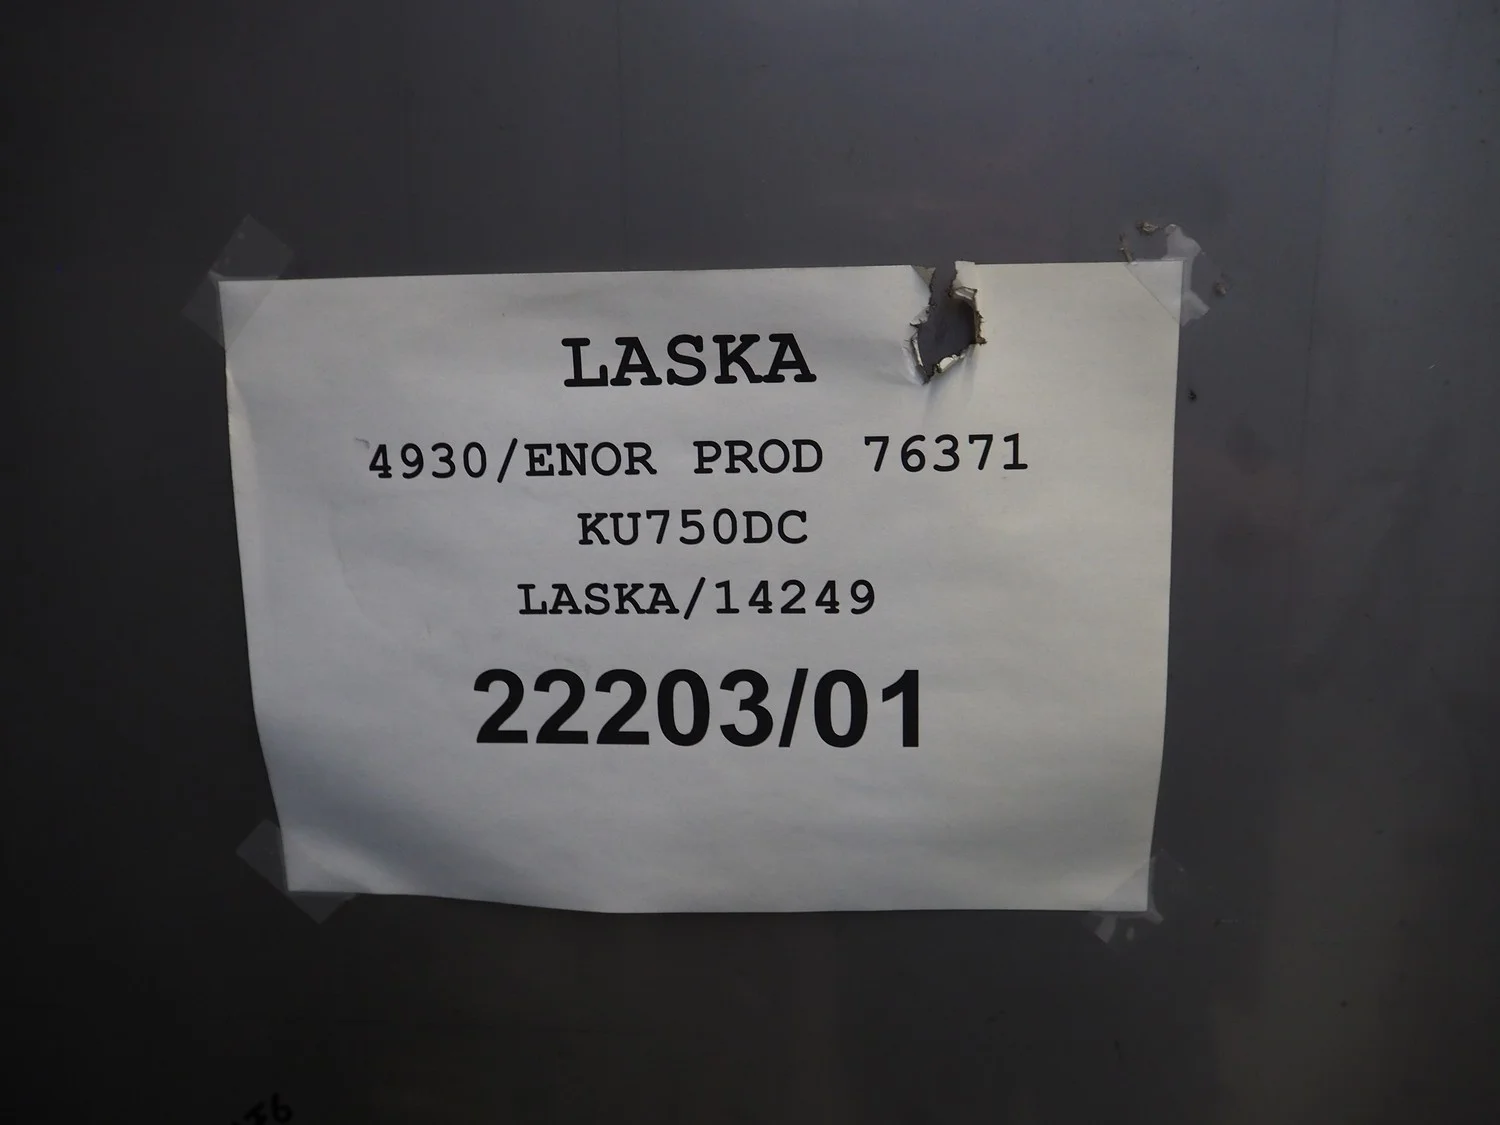 LASKA
4930/ENOR PROD 76371
KU750DC
LASKA/14249
22203/01